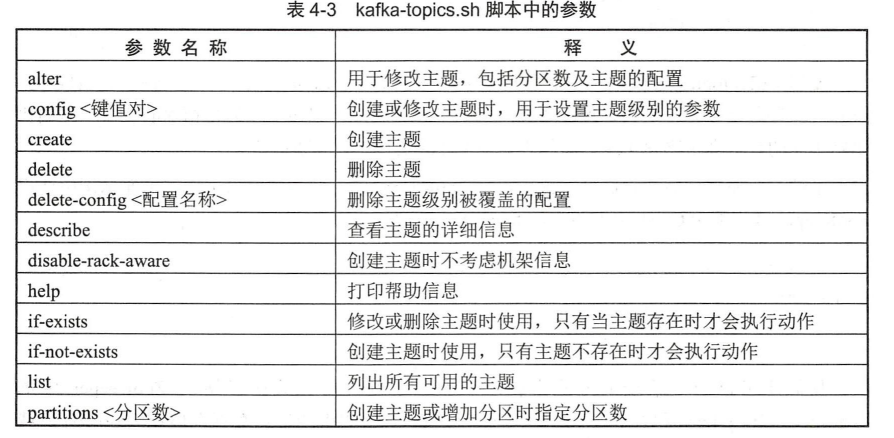 表 4-3 kafka-topics.sh 脚本中的参数
参数名称 释义
alter 用于修改主题，包括分区数及主题的配置
config <键值对> 创建或修改主题时，用于设置主题级别的参数
create 创建主题
delete 删除主题
delete-config <配置名称> 删除主题级别被覆盖的配置
describe 查看主题的详细信息
disable-rack-aware 创建主题时不考虑机架信息
help 打印帮助信息
if-exists 修改或删除主题时使用，只有当主题存在时才会执行动作
if-not-exists 创建主题时使用，只有主题不存在时才会执行动作
list 列出所有可用的主题
partitions <分区数> 创建主题或增加分区时指定分区数